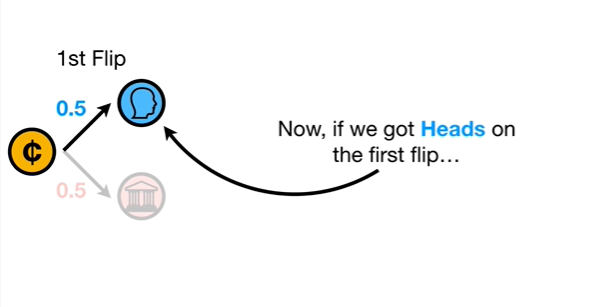 1st Flip
0.5
¢
0.5
Now, if we got Heads on
the first flip…